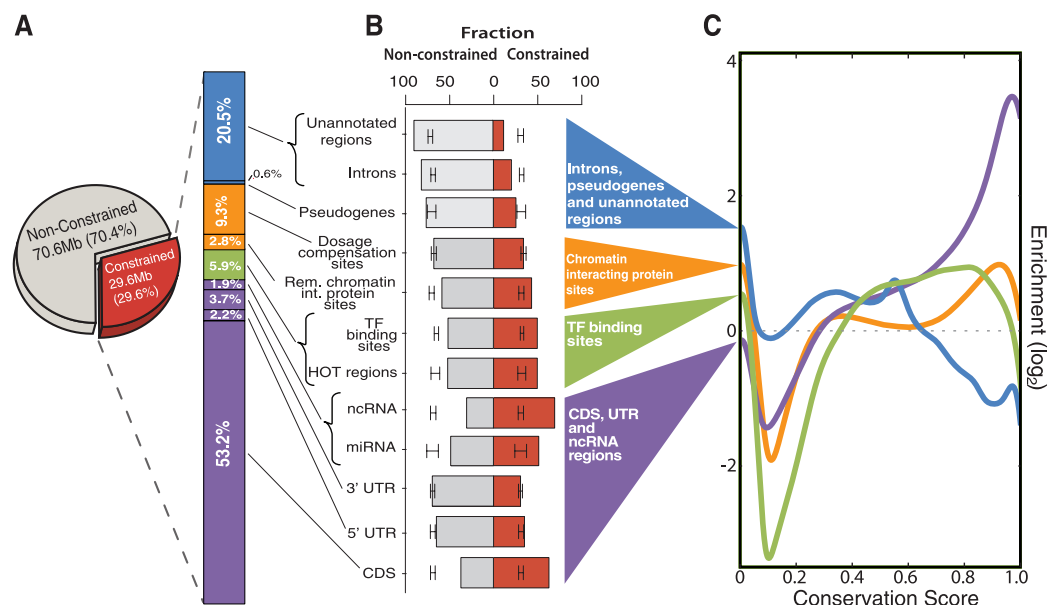 A
Non-Constrained
70.6Mb (70.4%)
Constrained
29.6Mb
(29.6%)
20.5%
0.6%
9.3%
2.8%
5.9%
1.9%
3.7%
2.2%
53.2%
B
Fraction
Non-constrained Constrained
100 50 0 50 100
Unannotated
regions
Introns
Pseudogenes
Dosage
compensation
sites
Rem. chromatin
int. protein
sites
TF
binding
sites
HOT regions
ncRNA
miRNA
3' UTR
5' UTR
CDS
Introns,
pseudogenes
and unannotated
regions
Chromatin
interacting protein
sites
TF binding
sites
CDS, UTR
and
ncRNA
regions
C
4
2
0
-2
0 0.2 0.4 0.6 0.8 1.0
Conservation Score
Enrichment (log2)